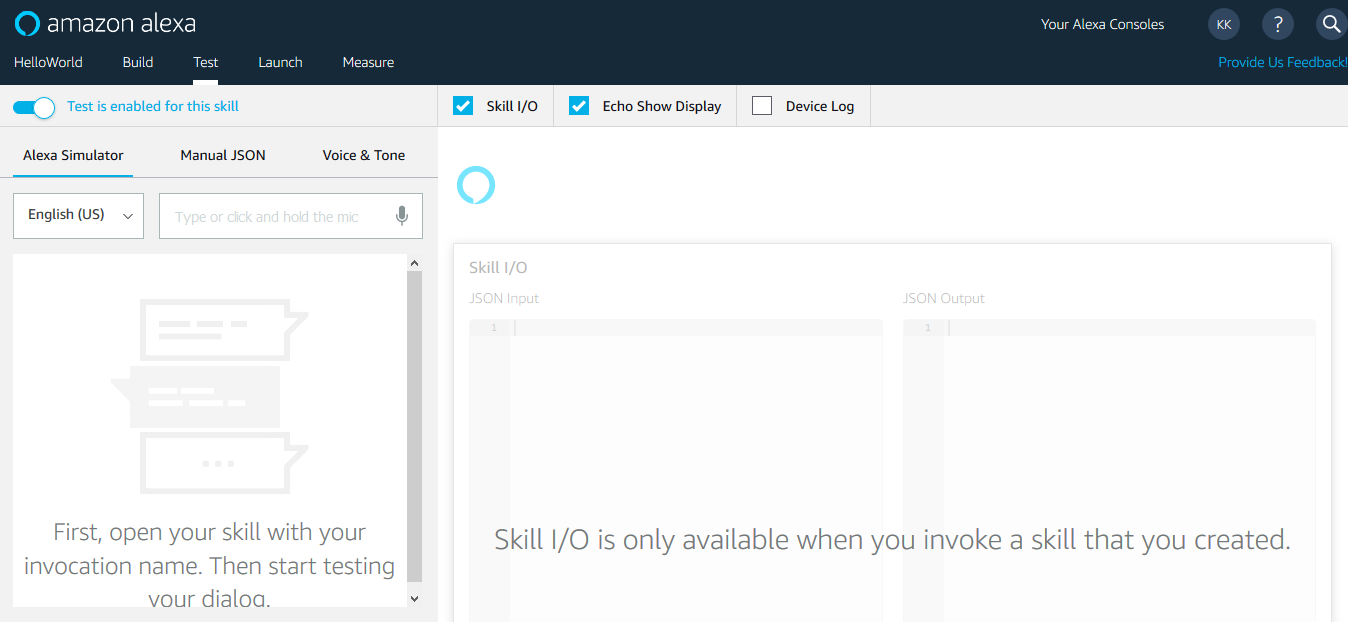 amazon alexa
Your Alexa Consoles
KK
?
HelloWorld
Build
Test
Launch
Measure
Provide Us Feedback!
Test is enabled for this skill
Skill I/O
Echo Show Display
Device Log
Alexa Simulator
Manual JSON
Voice & Tone
English (US)
Type or click and hold the mic
First, open your skill with your
invocation name. Then start testing
your dialog.
Skill I/O
JSON Input
JSON Output
1
1
Skill I/O is only available when you invoke a skill that you created.